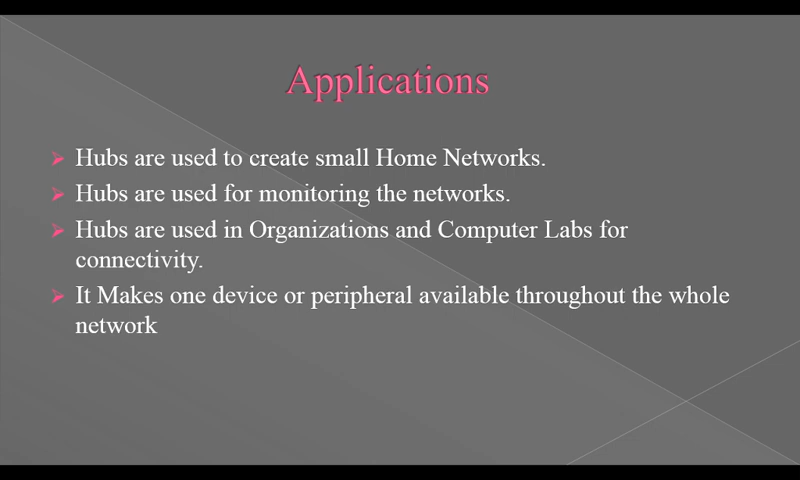 Applications
Hubs are used to create small Home Networks.
Hubs are used for monitoring the networks.
Hubs are used in Organizations and Computer Labs for
connectivity.
It Makes one device or peripheral available throughout the whole
network